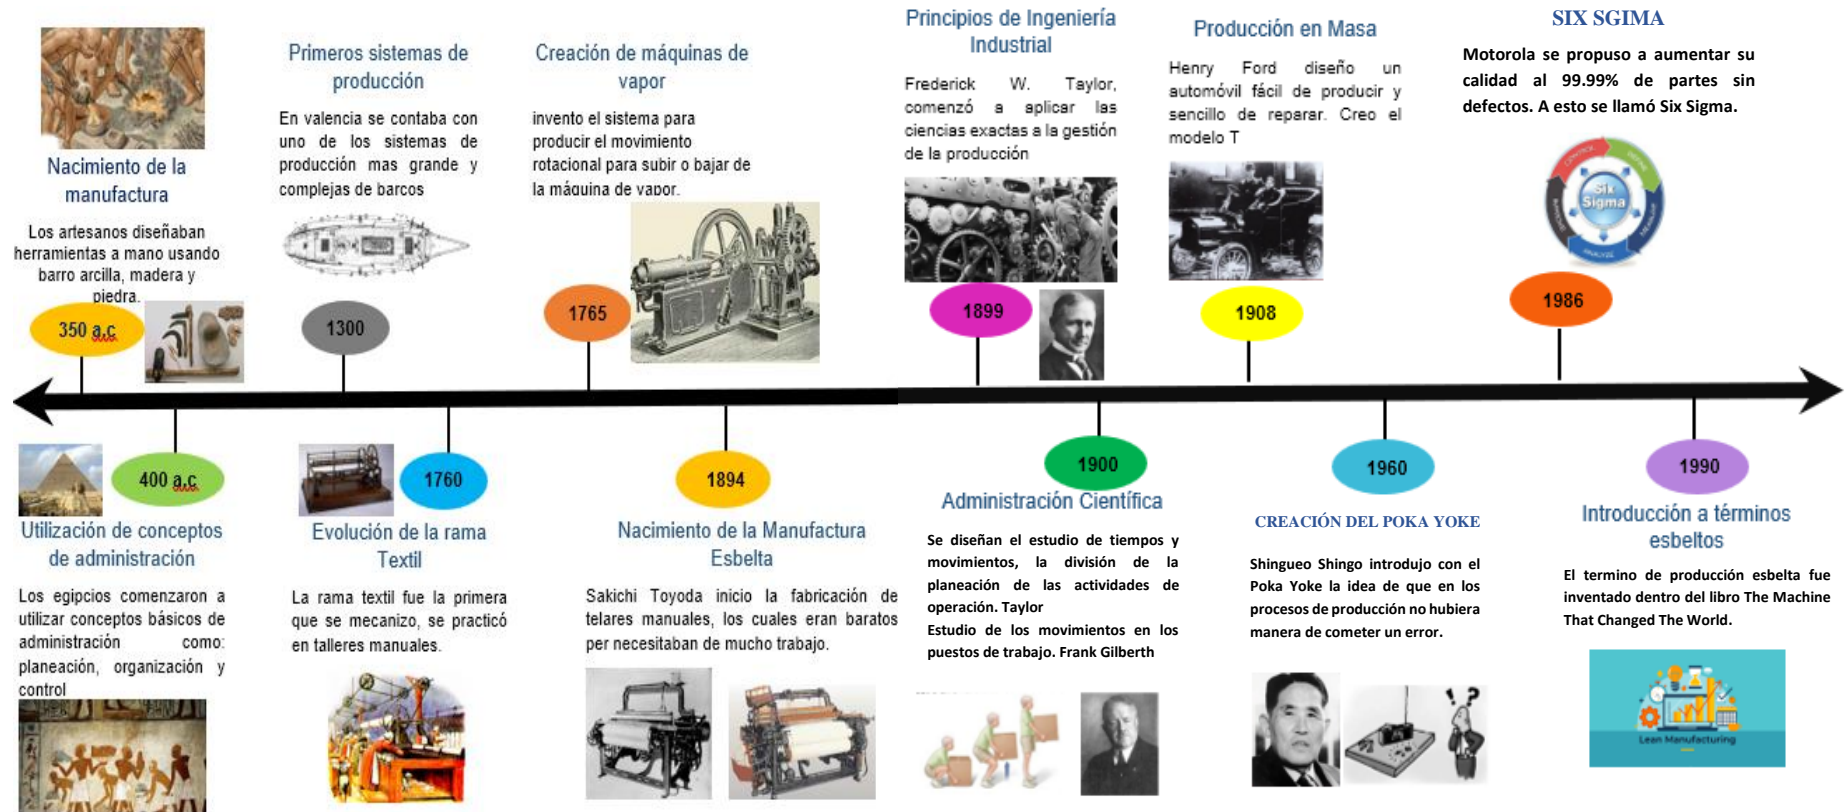 Nacimiento de la
manufactura
Los artesanos diseñaban
herramientas a mano usando
barro arcilla, madera y
piedra.
350 a.c
Primeros sistemas de
producción
En valencia se contaba con
uno de los sistemas de
producción mas grande y
complejas de barcos
1300
Creación de máquinas de
vapor
invento el sistema para
producir el movimiento
rotacional para subir o bajar de
la máquina de vapor.
1765
Principios de Ingeniería
Industrial
Frederick W. Taylor,
comenzó a aplicar las
ciencias exactas a la gestión
de la producción
1899
Producción en Masa
Henry Ford diseño un
automóvil fácil de producir y
sencillo de reparar. Creo el
modelo T
1908
SIX SGIMA
Motorola se propuso a aumentar su
calidad al 99.99% de partes sin
defectos. A esto se llamó Six Sigma.
CONTROL
DEFINE
MEASURE
ANALYZE
IMPROVE
Six
Sigma
1986
400 a.c
Utilización de conceptos
de administración
Los egipcios comenzaron a
utilizar conceptos básicos de
administración como:
planeación, organización y
control
1760
Evolución de la rama
Textil
La rama textil fue la primera
que se mecanizo, se practicó
en talleres manuales.
1894
Nacimiento de la Manufactura
Esbelta
Sakichi Toyoda inicio la fabricación de
telares manuales, los cuales eran baratos
per necesitaban de mucho trabajo.
1900
Administración Científica
Se diseñan el estudio de tiempos y
movimientos, la división de la
planeación de las actividades de
operación. Taylor
Estudio de los movimientos en los
puestos de trabajo. Frank Gilberth
1960
CREACIÓN DEL POKA YOKE
Shingueo Shingo introdujo con el
Poka Yoke la idea de que en los
procesos de producción no hubiera
manera de cometer un error.
? !
1990
Introducción a términos
esbeltos
El termino de producción esbelta fue
inventado dentro del libro The Machine
That Changed The World.
Lean Manufacturing